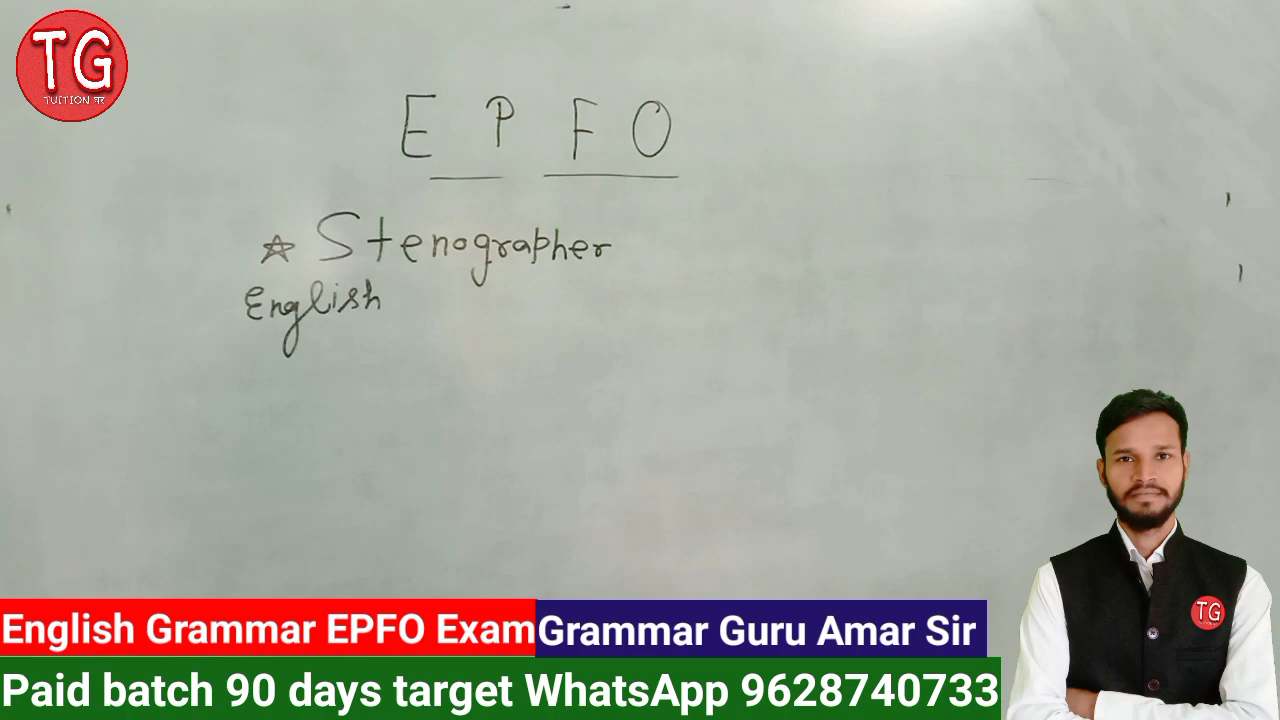 TG
TUITION घर
E P F O
☆ Stenographer
English
TG
English Grammar EPFO Exam Grammar Guru Amar Sir
Paid batch 90 days target WhatsApp 9628740733